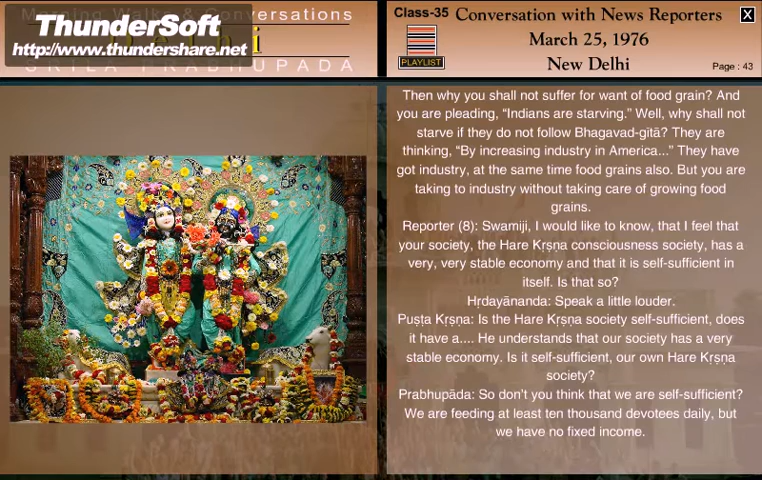 Morning Walks & Conversations
ThunderSoft
http://www.thundershare.net
SRILA PRABHUPADA
Class-35
PLAYLIST
Conversation with News Reporters
March 25, 1976
New Delhi
X
Page : 43
Then why you shall not suffer for want of food grain? And
you are pleading, “Indians are starving.” Well, why shall not
starve if they do not follow Bhagavad-gitā? They are
thinking, “By increasing industry in America...” They have
got industry, at the same time food grains also. But you are
taking to industry without taking care of growing food
grains.
Reporter (8): Swamiji, I would like to know, that I feel that
your society, the Hare Kṛṣṇa consciousness society, has a
very, very stable economy and that it is self-sufficient in
itself. Is that so?
Hrdayānanda: Speak a little louder.
Puṣṭa Kṛṣṇa: Is the Hare Kṛṣṇa society self-sufficient, does
it have a.... He understands that our society has a very
stable economy. Is it self-sufficient, our own Hare Kṛṣṇa
society?
Prabhupāda: So don't you think that we are self-sufficient?
We are feeding at least ten thousand devotees daily, but
we have no fixed income.